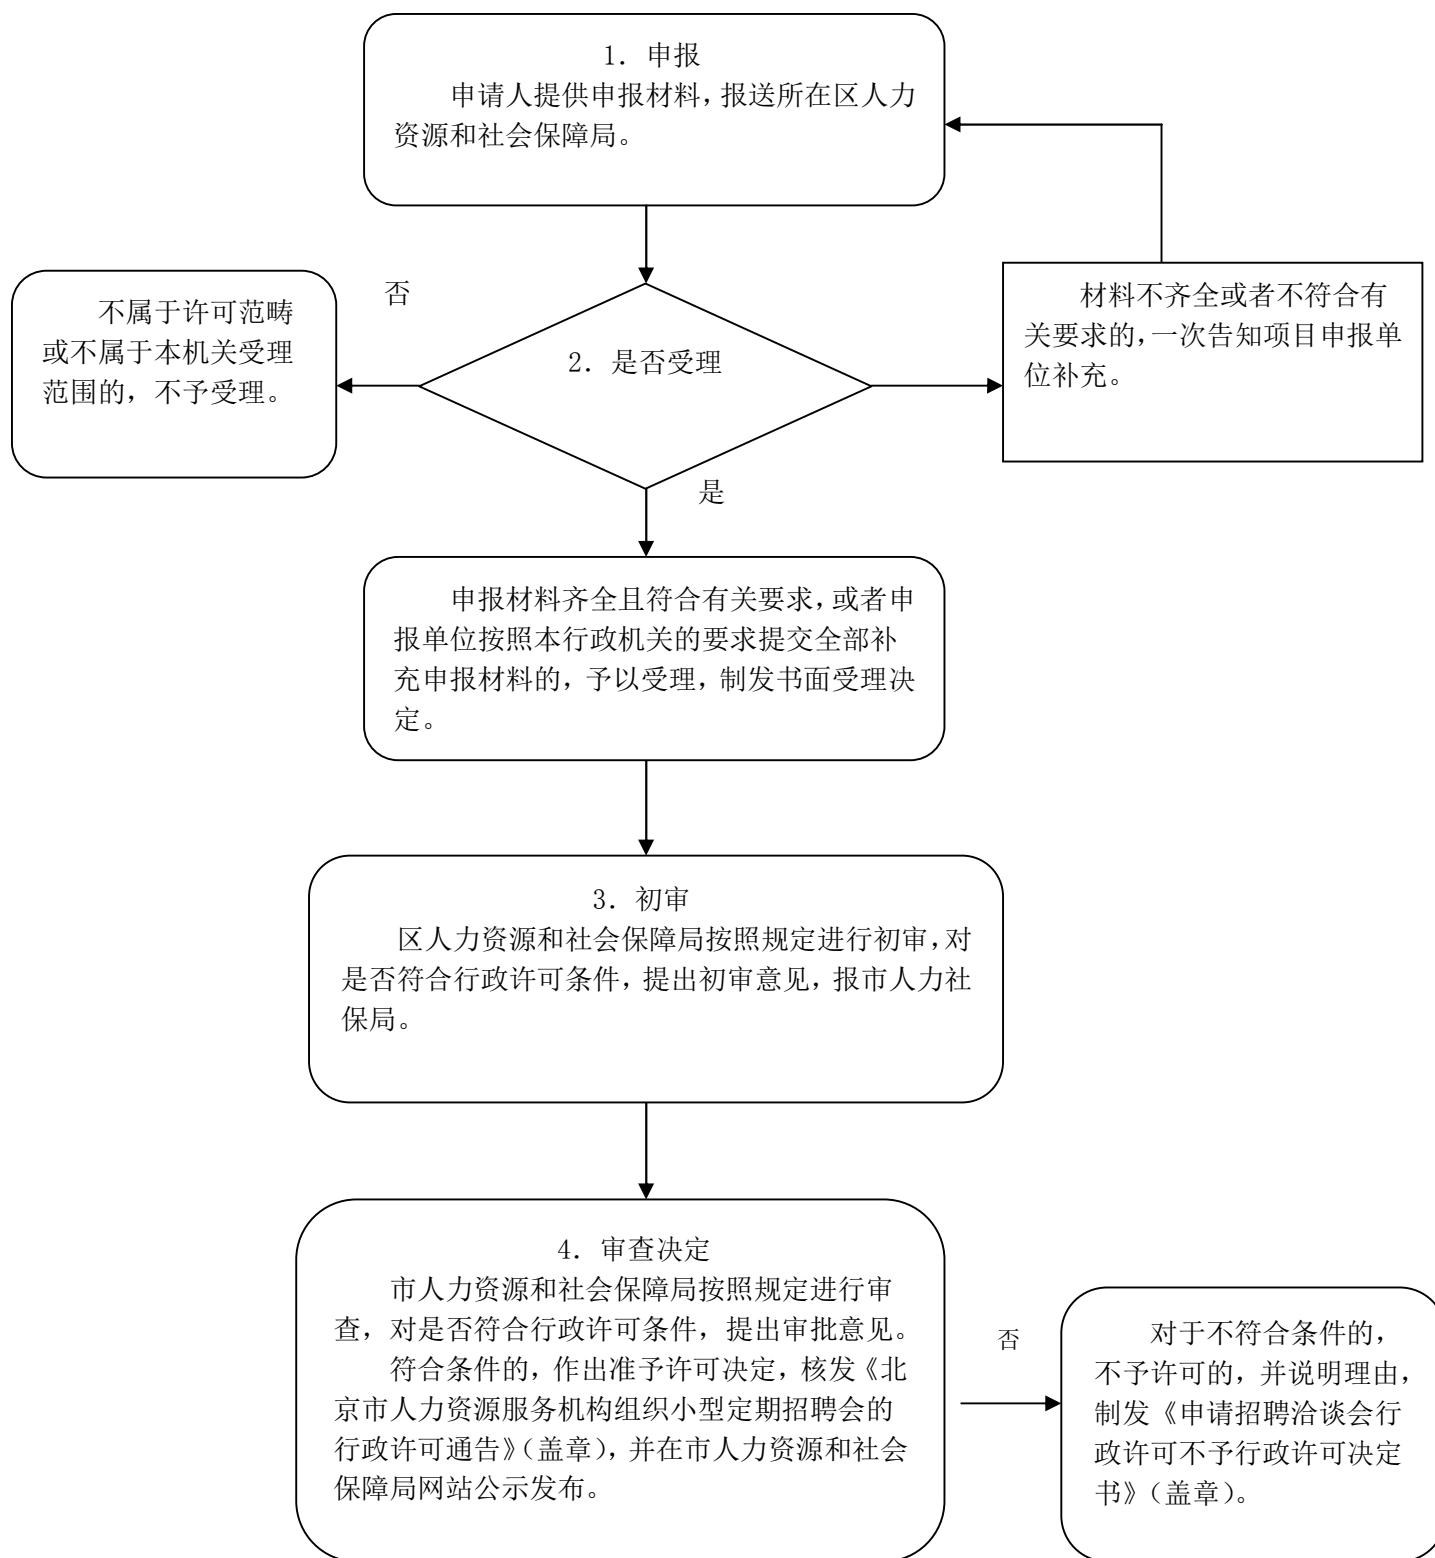 1. 申报
申请人提供申报材料，报送所在区人力
资源和社会保障局。
否
不属于许可范畴
或不属于本机关受理
范围的，不予受理。
2. 是否受理
材料不齐全或者不符合有
关要求的，一次告知项目申报单
位补充。
是
申报材料齐全且符合有关要求，或者申
报单位按照本行政机关的要求提交全部补
充申报材料的，予以受理，制发书面受理决
定。
3. 初审
区人力资源和社会保障局按照规定进行初审，对
是否符合行政许可条件，提出初审意见，报市人力社
保局。
4. 审查决定
市人力资源和社会保障局按照规定进行审
查，对是否符合行政许可条件，提出审批意见。
符合条件的，作出准予许可决定，核发《北
京市人力资源服务机构组织小型定期招聘会的
行政许可通告》（盖章），并在市人力资源和社会
保障局网站公示发布。
否
对于不符合条件的，
不予许可的，并说明理由，
制发《申请招聘洽谈会行
政许可不予行政许可决定
书》（盖章）。